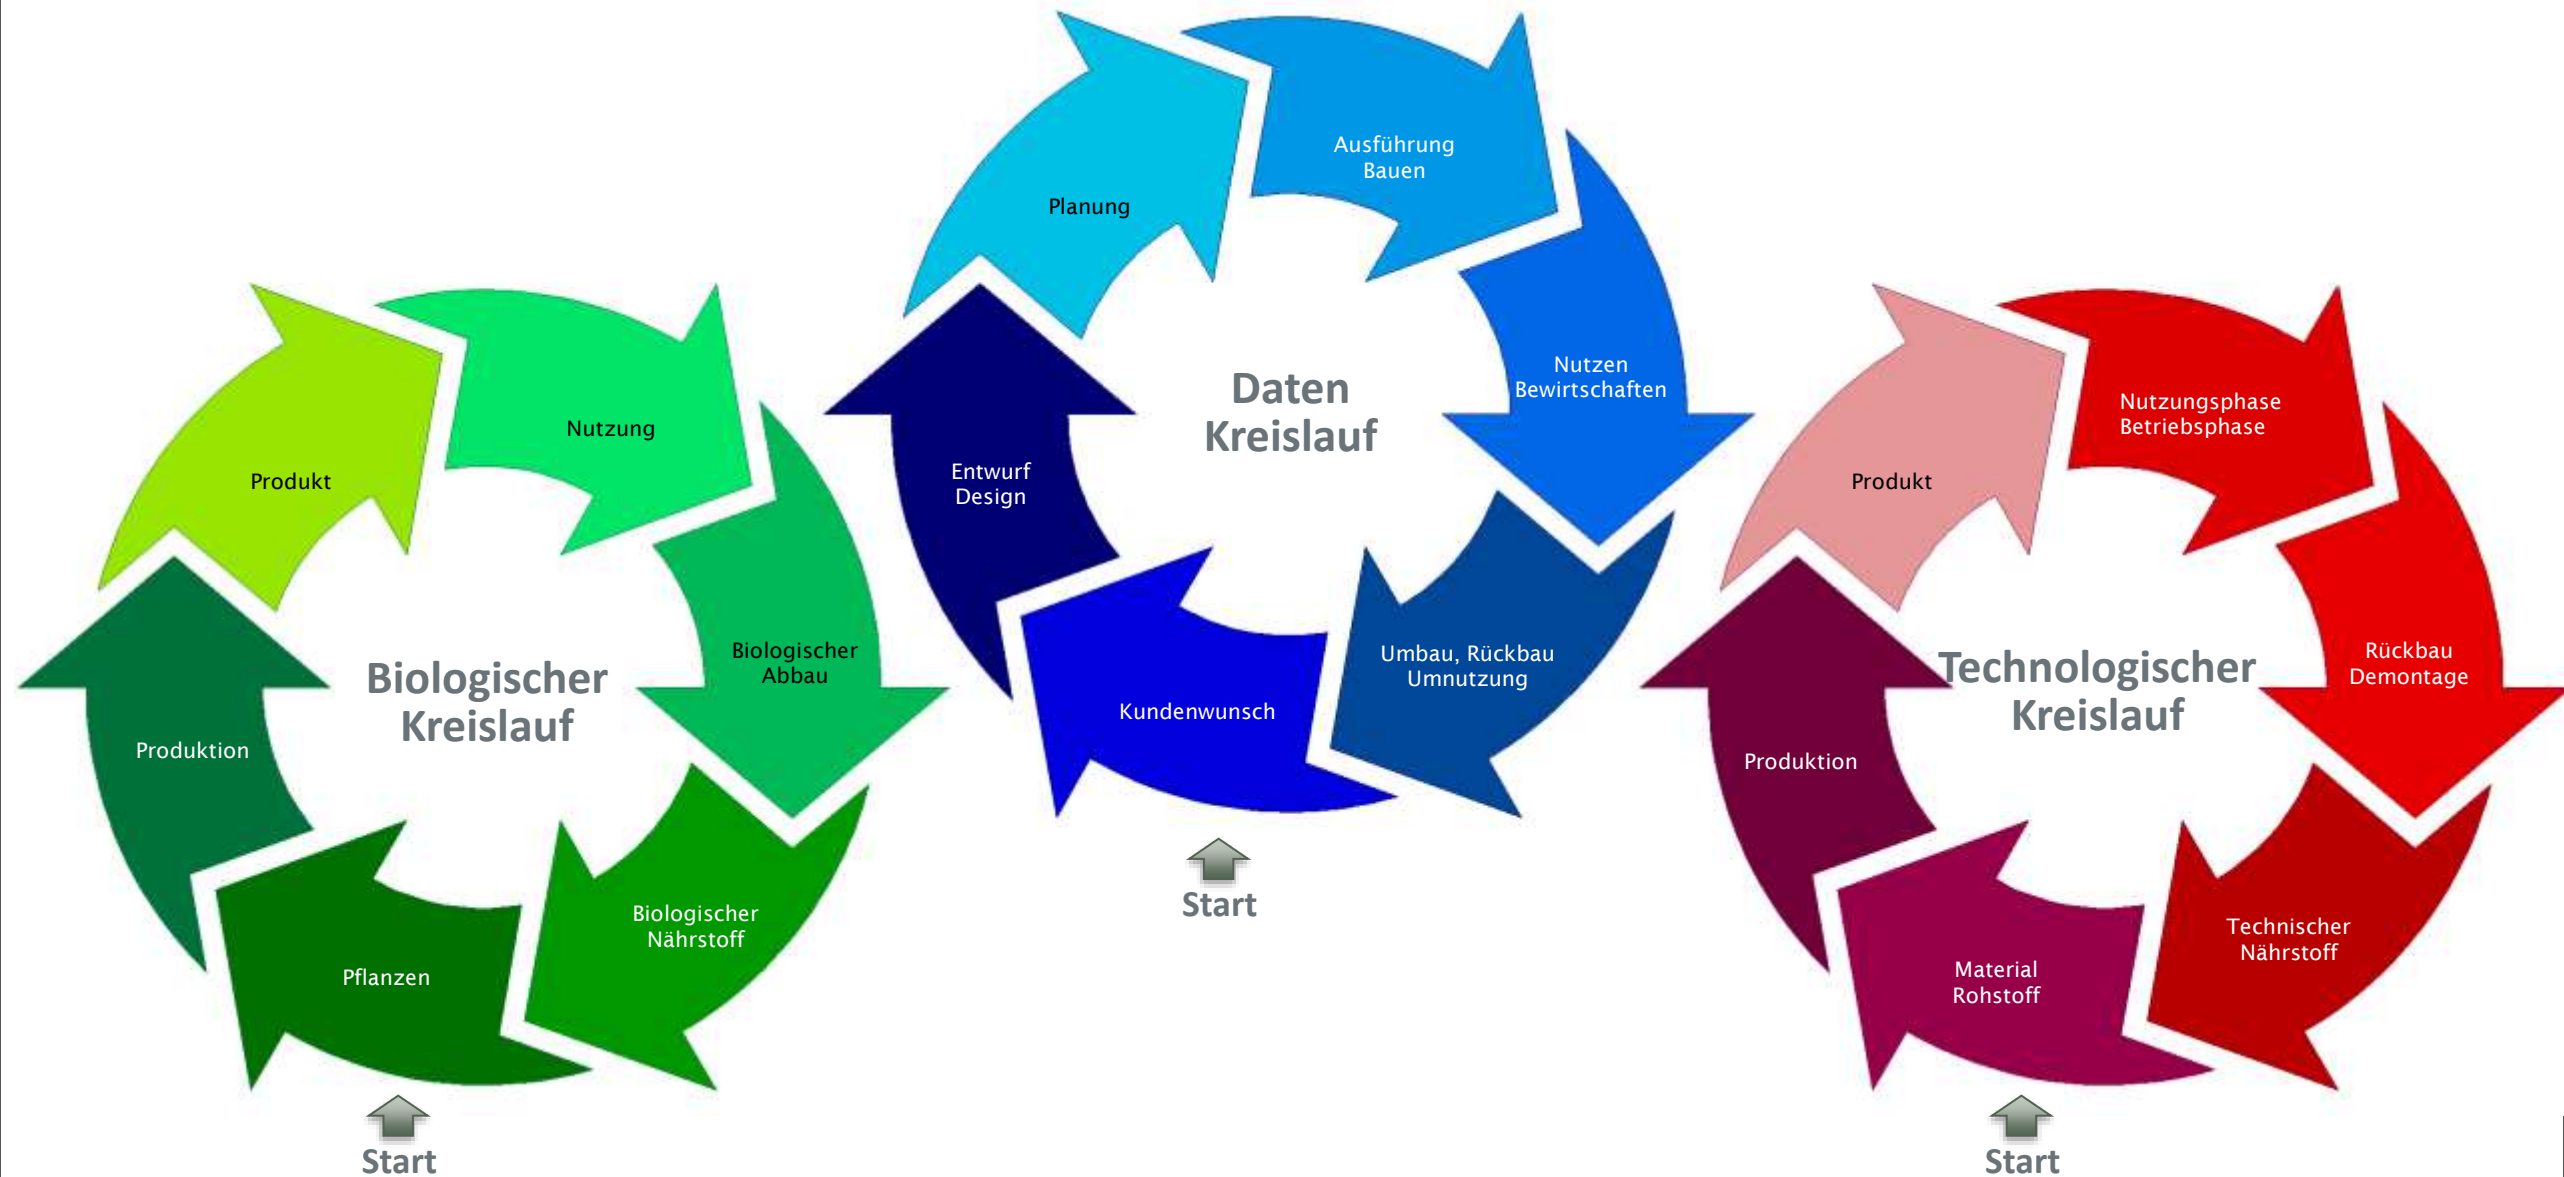 Biologischer
Kreislauf
Pflanzen
Produktion
Produkt
Nutzung
Biologischer
Abbau
Biologischer
Nährstoff
Start
Daten
Kreislauf
Kundenwunsch
Entwurf
Design
Planung
Ausführung
Bauen
Nutzen
Bewirtschaften
Umbau, Rückbau
Umnutzung
Start
Technologischer
Kreislauf
Material
Rohstoff
Produktion
Produkt
Nutzungsphase
Betriebsphase
Rückbau
Demontage
Technischer
Nährstoff
Start